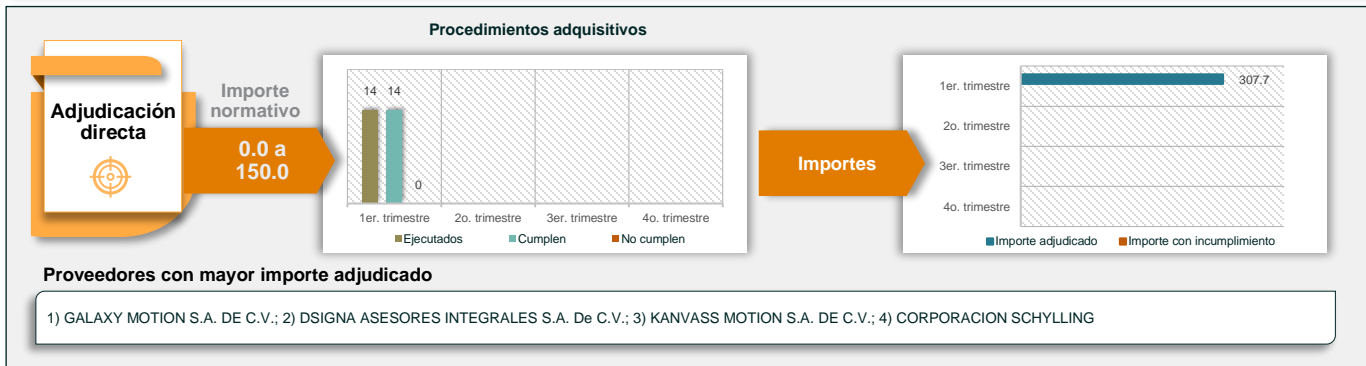 Procedimientos adquisitivos
Adjudicación
directa
Importe
normativo
0.0 a
150.0
14
14
0
1er. trimestre
2o. trimestre
3er. trimestre
4o. trimestre
Ejecutados
Cumplen
No cumplen
Importes
1er. trimestre
307.7
2o. trimestre
3er. trimestre
4o. trimestre
Importe adjudicado
Importe con incumplimiento
Proveedores con mayor importe adjudicado
1) GALAXY MOTION S.A. DE C.V.; 2) DSIGNA ASESORES INTEGRALES S.A. De C.V.; 3) KANVASS MOTION S.A. DE C.V.; 4) CORPORACION SCHYLLING